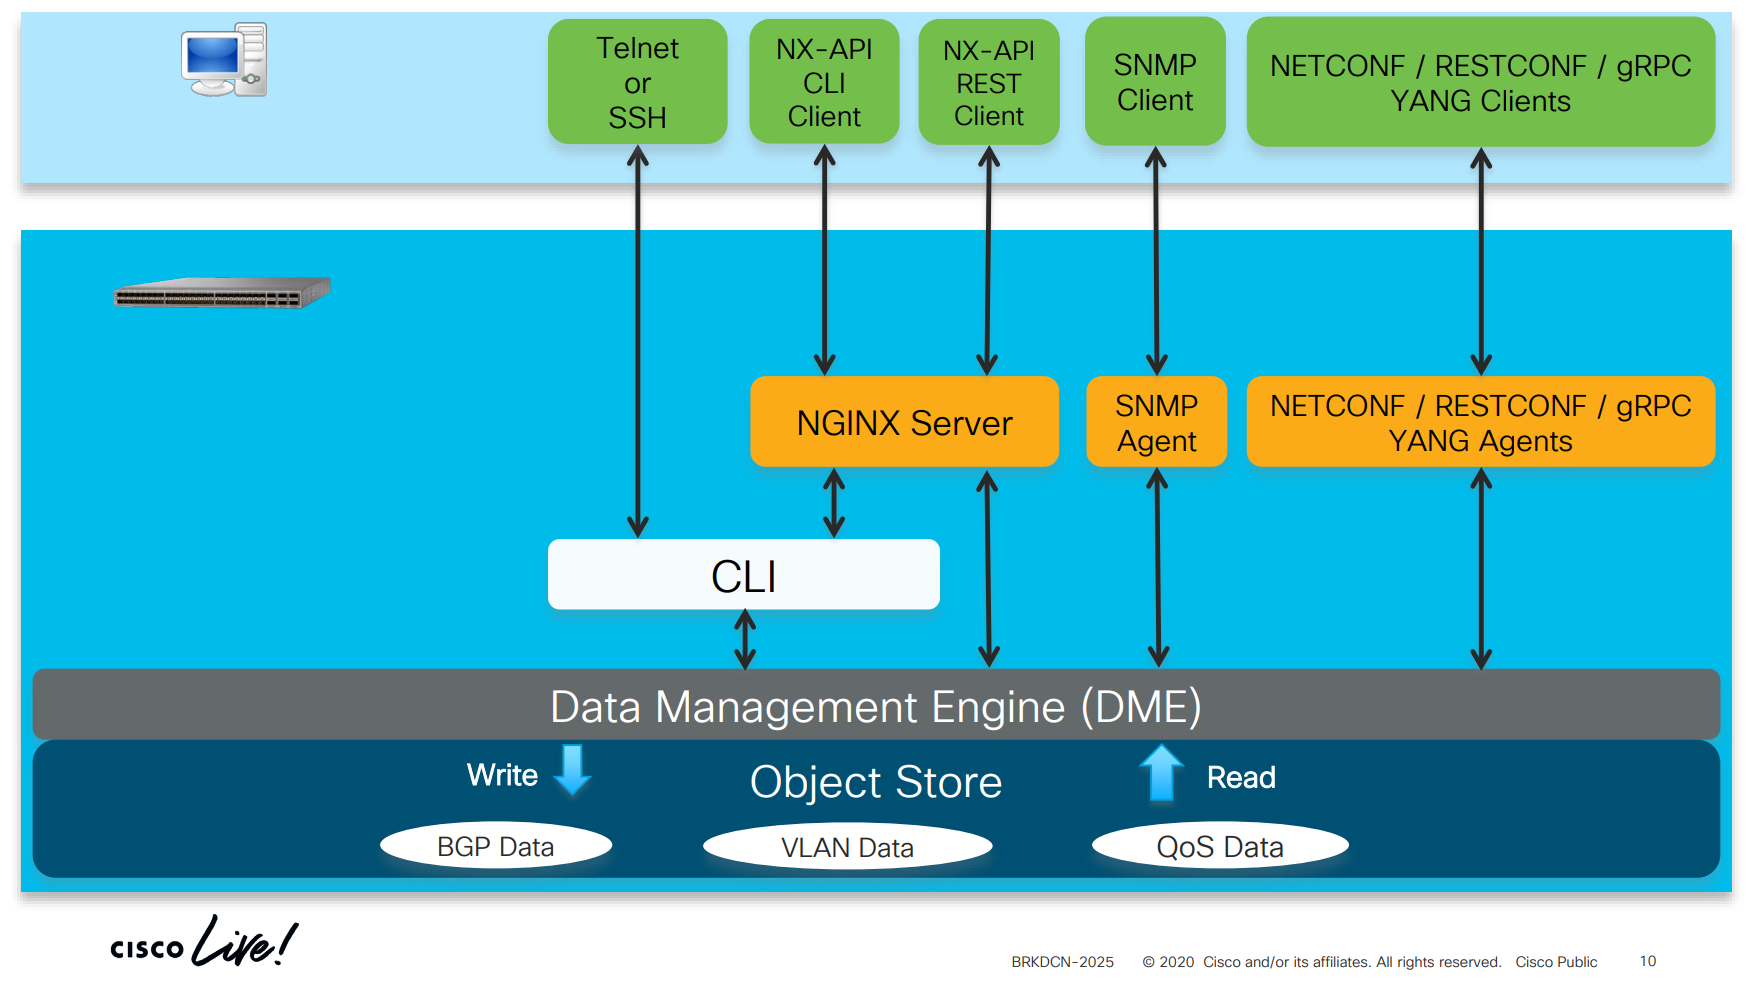 Telnet
or
SSH
NX-API
CLI
Client
NX-API
REST
Client
SNMP
Client
NETCONF / RESTCONF / gRPC
YANG Clients
NGINX Server
SNMP
Agent
NETCONF / RESTCONF / gRPC
YANG Agents
CLI
Data Management Engine (DME)
Write
Object Store
Read
BGP Data
VLAN Data
QoS Data
CISCO Live!
BRKDCN-2025 © 2020 Cisco and/or its affiliates. All rights reserved. Cisco Public 10